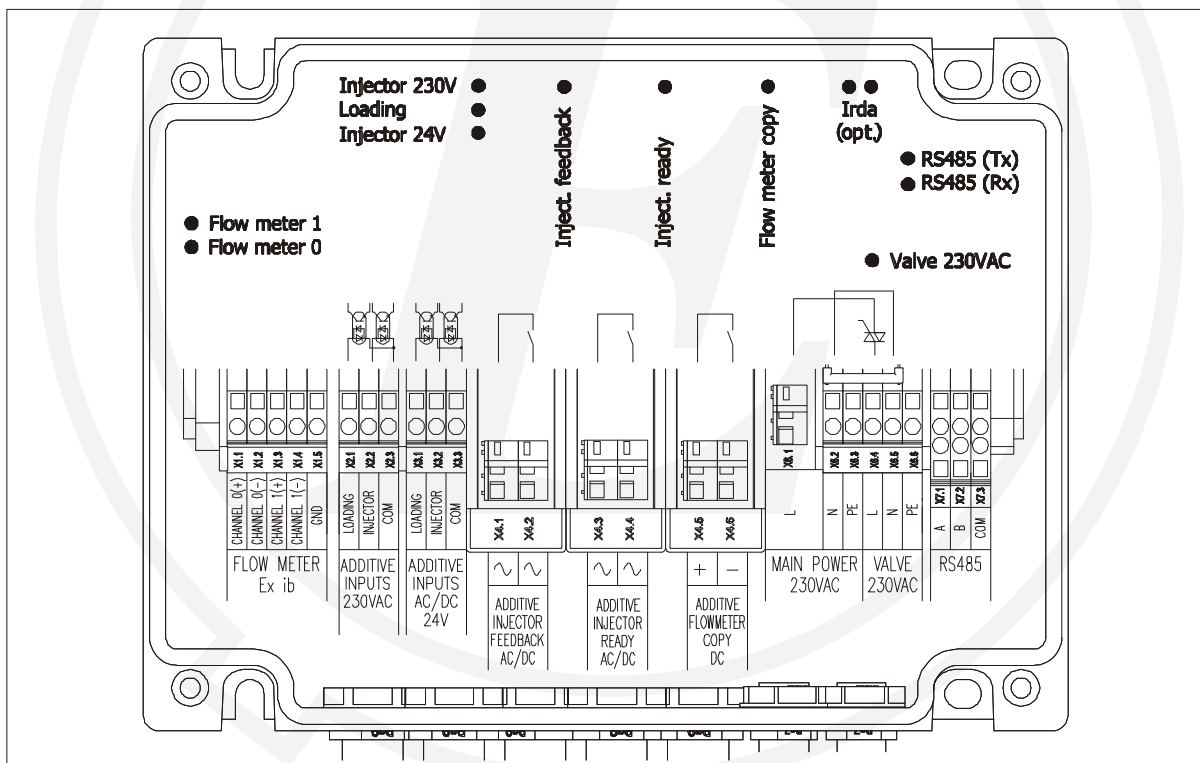 Injector 230V
Loading
Injector 24V
Inject. feedback
Inject. ready
Flow meter copy
Irda
(opt.)
RS485 (Tx)
RS485 (Rx)
Flow meter 1
Flow meter 0
Valve 230VAC
X1.1
X1.2
X1.3
X1.4
X1.5
X2.1
X2.2
X2.3
X3.1
X3.2
X3.3
X4.1
X4.2
X4.3
X4.4
X4.5
X4.6
X6.1
X6.2
X6.3
X6.4
X6.5
X6.6
X7.1
X7.2
X7.3
CHANNEL 0(+)
CHANNEL 0(-)
CHANNEL 1(+)
CHANNEL 1(-)
GND
LOADING
INJECTOR
COM
LOADING
INJECTOR
COM
L
N
PE
L
N
PE
A
B
COM
FLOW METER
Ex ib
ADDITIVE
INPUTS
230VAC
ADDITIVE
INPUTS
AC/DC
24V
∿ ∿
ADDITIVE
INJECTOR
FEEDBACK
AC/DC
∿ ∿
ADDITIVE
INJECTOR
READY
AC/DC
+ −
ADDITIVE
FLOWMETER
COPY
DC
MAIN POWER
230VAC
VALVE
230VAC
RS485